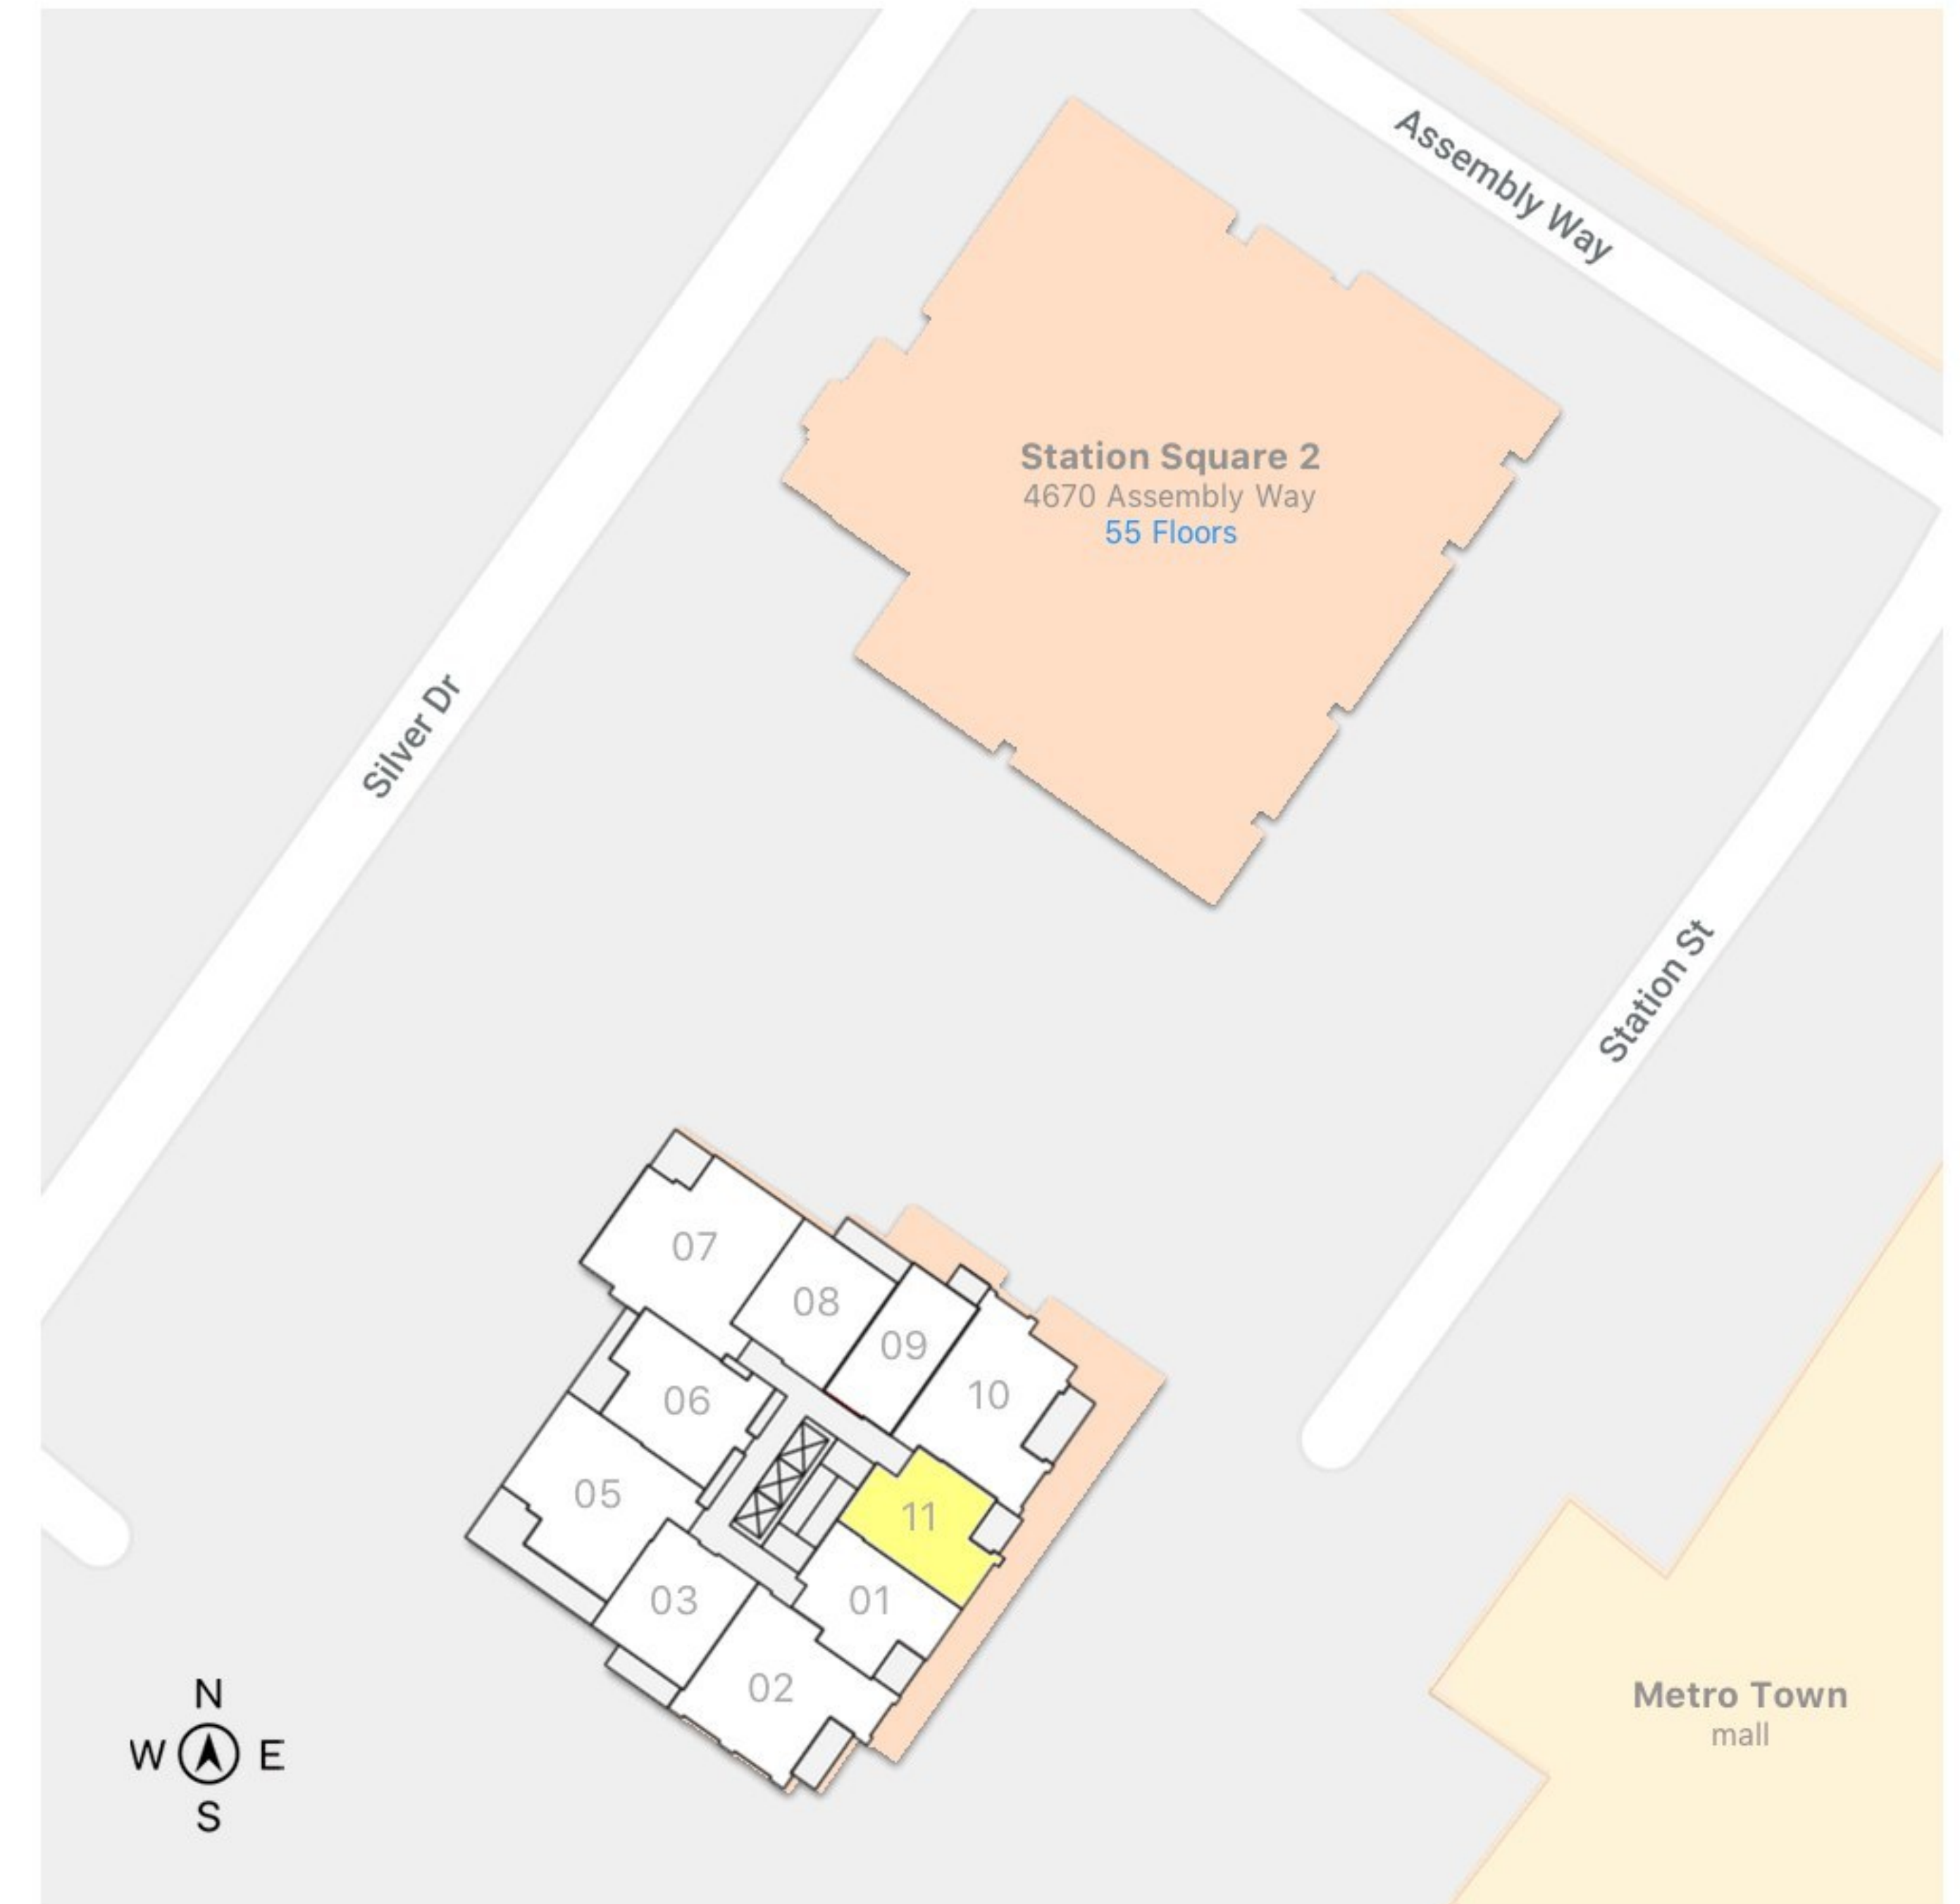 Assembly Way
Station Square 2
4670 Assembly Way
55 Floors
Silver Dr
Station St
07
08
09
10
06
11
05
03
01
02
Metro Town
mall
N
W E
S